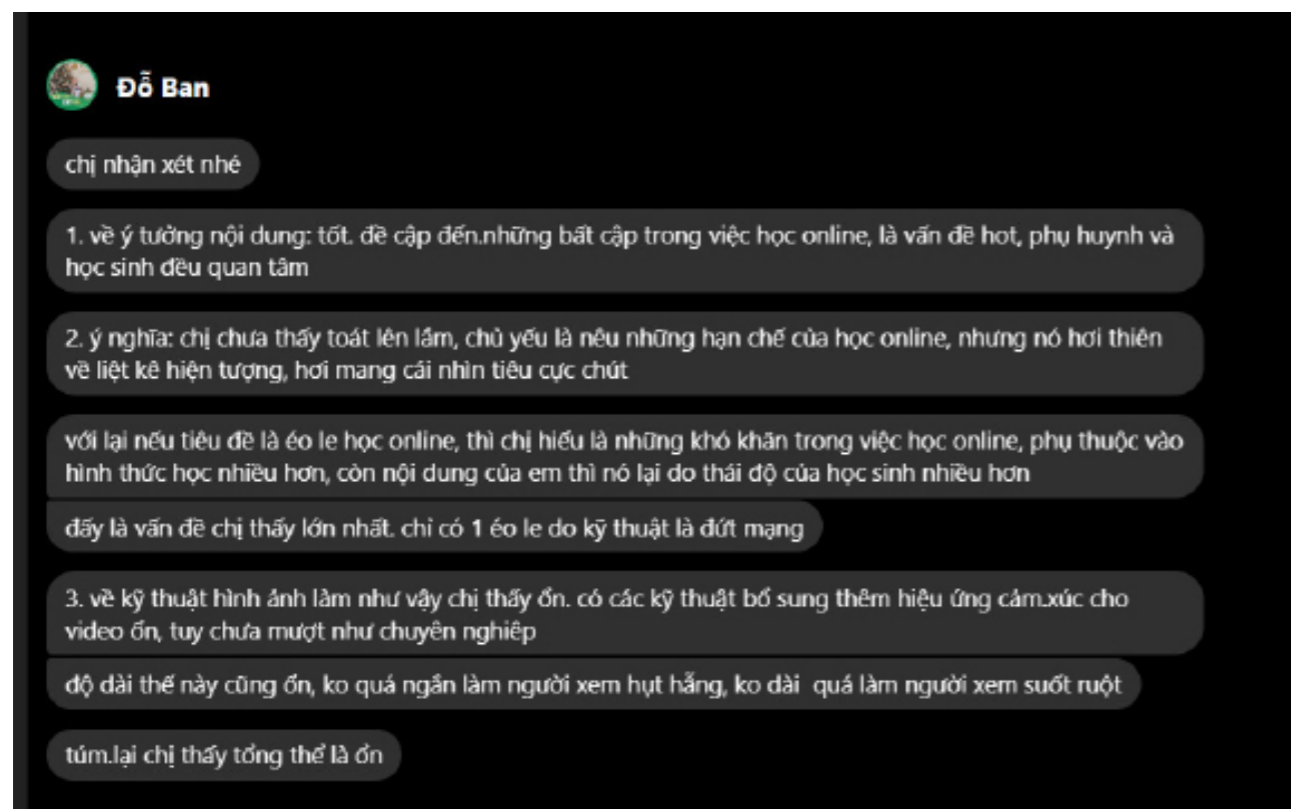 Đỗ Ban
chị nhận xét nhé
1. về ý tưởng nội dung: tốt. đề cập đến.những bất cập trong việc học online, là vấn đề hot, phụ huynh và
học sinh đều quan tâm
2. ý nghĩa: chị chưa thấy toát lên lắm, chủ yếu là nêu những hạn chế của học online, nhưng nó hơi thiên
về liệt kê hiện tượng, hơi mang cái nhìn tiêu cực chút
với lại nếu tiêu đề là éo le học online, thì chị hiểu là những khó khăn trong việc học online, phụ thuộc vào
hình thức học nhiều hơn, còn nội dung của em thì nó lại do thái độ của học sinh nhiều hơn
đấy là vấn đề chị thấy lớn nhất. chỉ có 1 éo le do kỹ thuật là đứt mạng
3. về kỹ thuật hình ảnh làm như vậy chị thấy ổn. có các kỹ thuật bổ sung thêm hiệu ứng cảm.xúc cho
video ổn, tuy chưa mượt như chuyên nghiêp
độ dài thế này cũng ổn, ko quá ngắn làm người xem hụt hẫng, ko dài  quá làm người xem suốt ruột
túm.lại chị thấy tổng thể là ổn